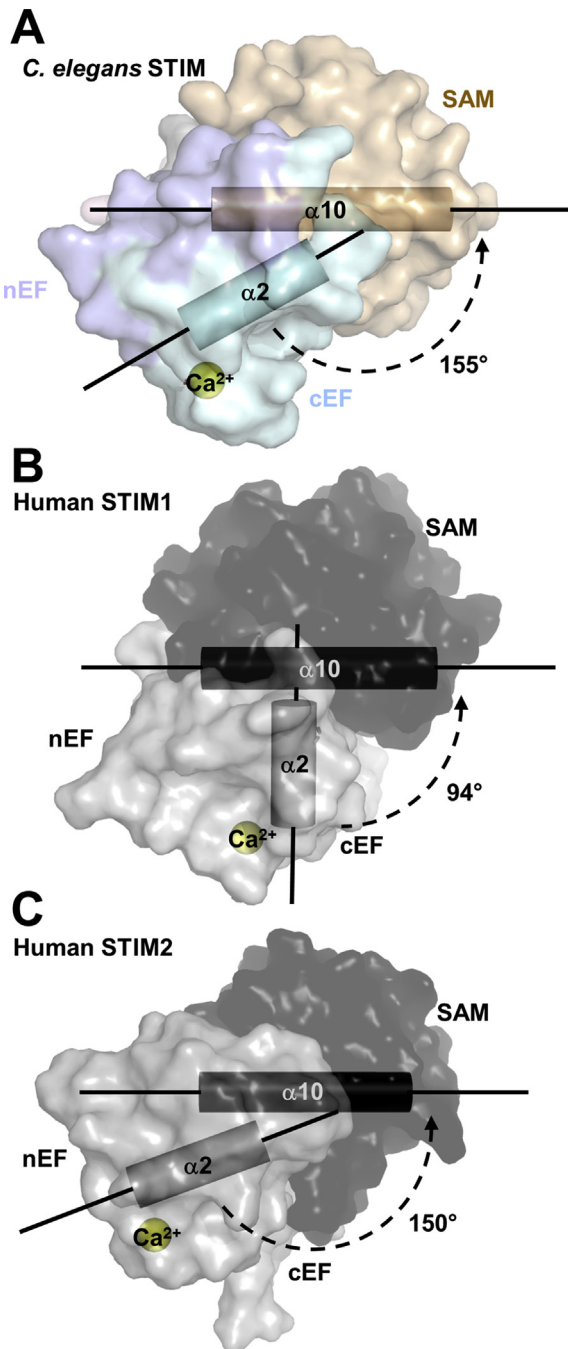 A
C. elegans STIM
SAM
α10
nEF
α2
155°
Ca2+
cEF
B
Human STIM1
SAM
α10
nEF
α2
94°
Ca2+
cEF
C
Human STIM2
SAM
α10
nEF
α2
150°
Ca2+
cEF